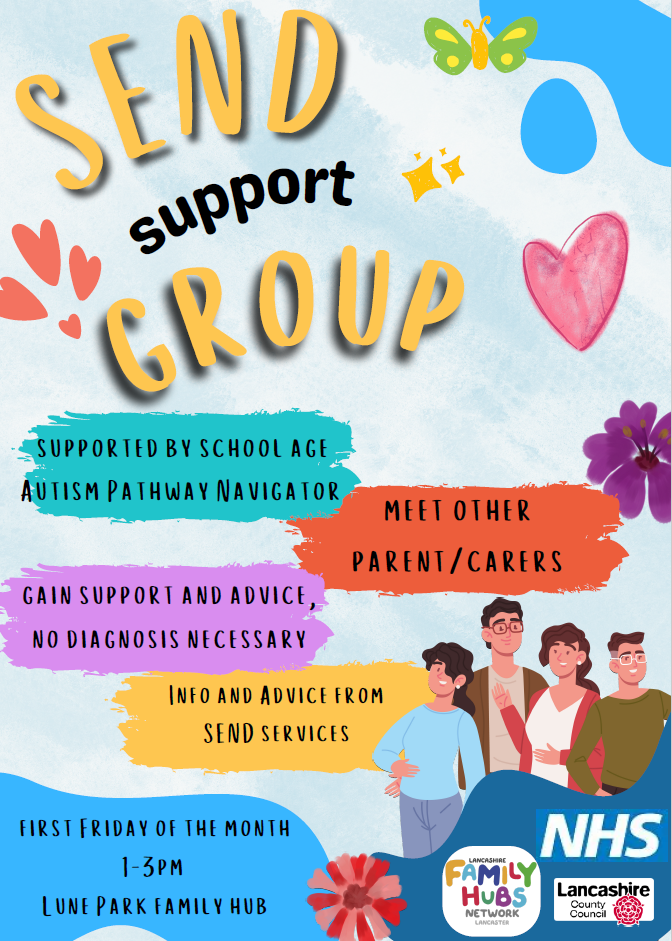 SEND
support
GROUP
SUPPORTED BY SCHOOL AGE
AUTISM PATHWAY NAVIGATOR
MEET OTHER
PARENT/CARERS
GAIN SUPPORT AND ADVICE,
NO DIAGNOSIS NECESSARY
INFO AND ADVICE FROM
SEND SERVICES
FIRST FRIDAY OF THE MONTH
1-3PM
LUNE PARK FAMILY HUB
NHS
LANCASHIRE
FAMILY
HUBS
NETWORK
LANCASTER
Lancashire
County
Council